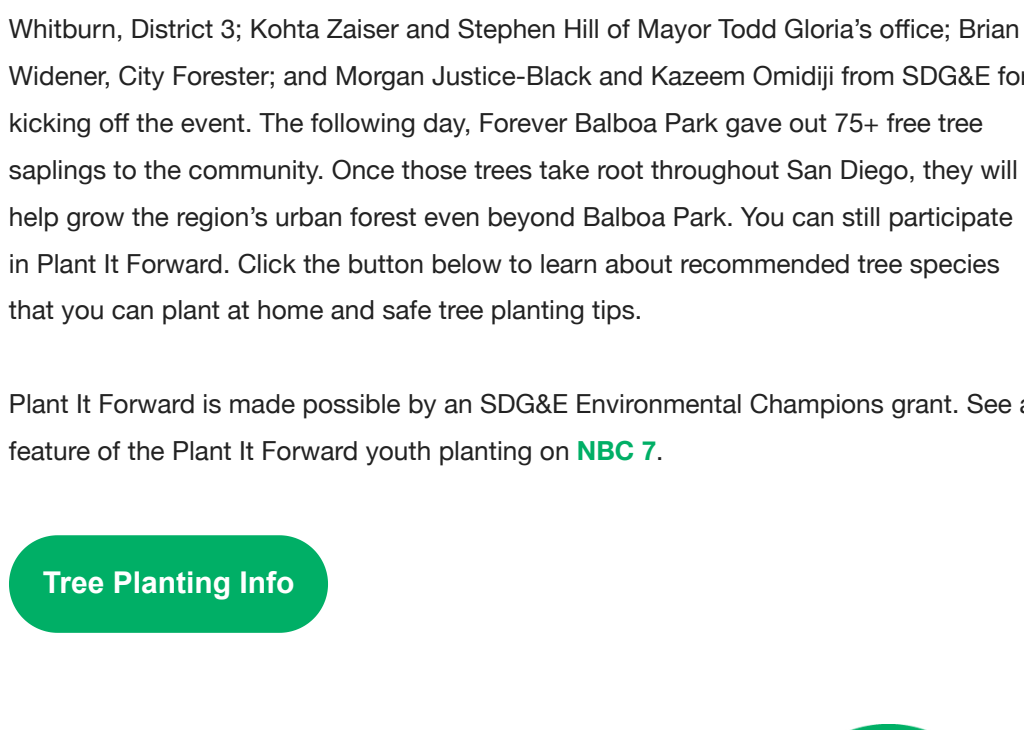 Whitburn, District 3; Kohta Zaiser and Stephen Hill of Mayor Todd Gloria’s office; Brian
Widener, City Forester; and Morgan Justice-Black and Kazeem Omidiji from SDG&E for
kicking off the event. The following day, Forever Balboa Park gave out 75+ free tree
saplings to the community. Once those trees take root throughout San Diego, they will
help grow the region’s urban forest even beyond Balboa Park. You can still participate
in Plant It Forward. Click the button below to learn about recommended tree species
that you can plant at home and safe tree planting tips.
Plant It Forward is made possible by an SDG&E Environmental Champions grant. See a
feature of the Plant It Forward youth planting on NBC 7.
Tree Planting Info